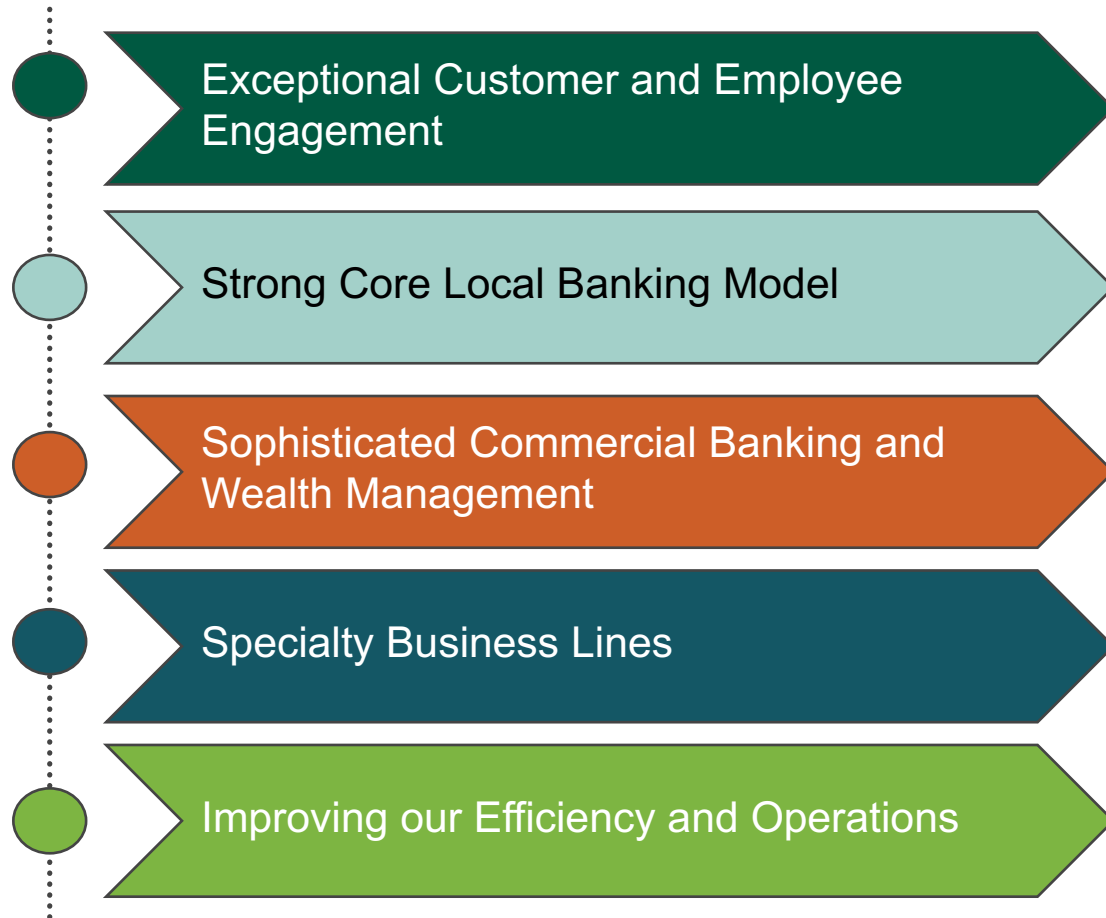 Exceptional Customer and Employee
Engagement
Strong Core Local Banking Model
Sophisticated Commercial Banking and
Wealth Management
Specialty Business Lines
Improving our Efficiency and Operations